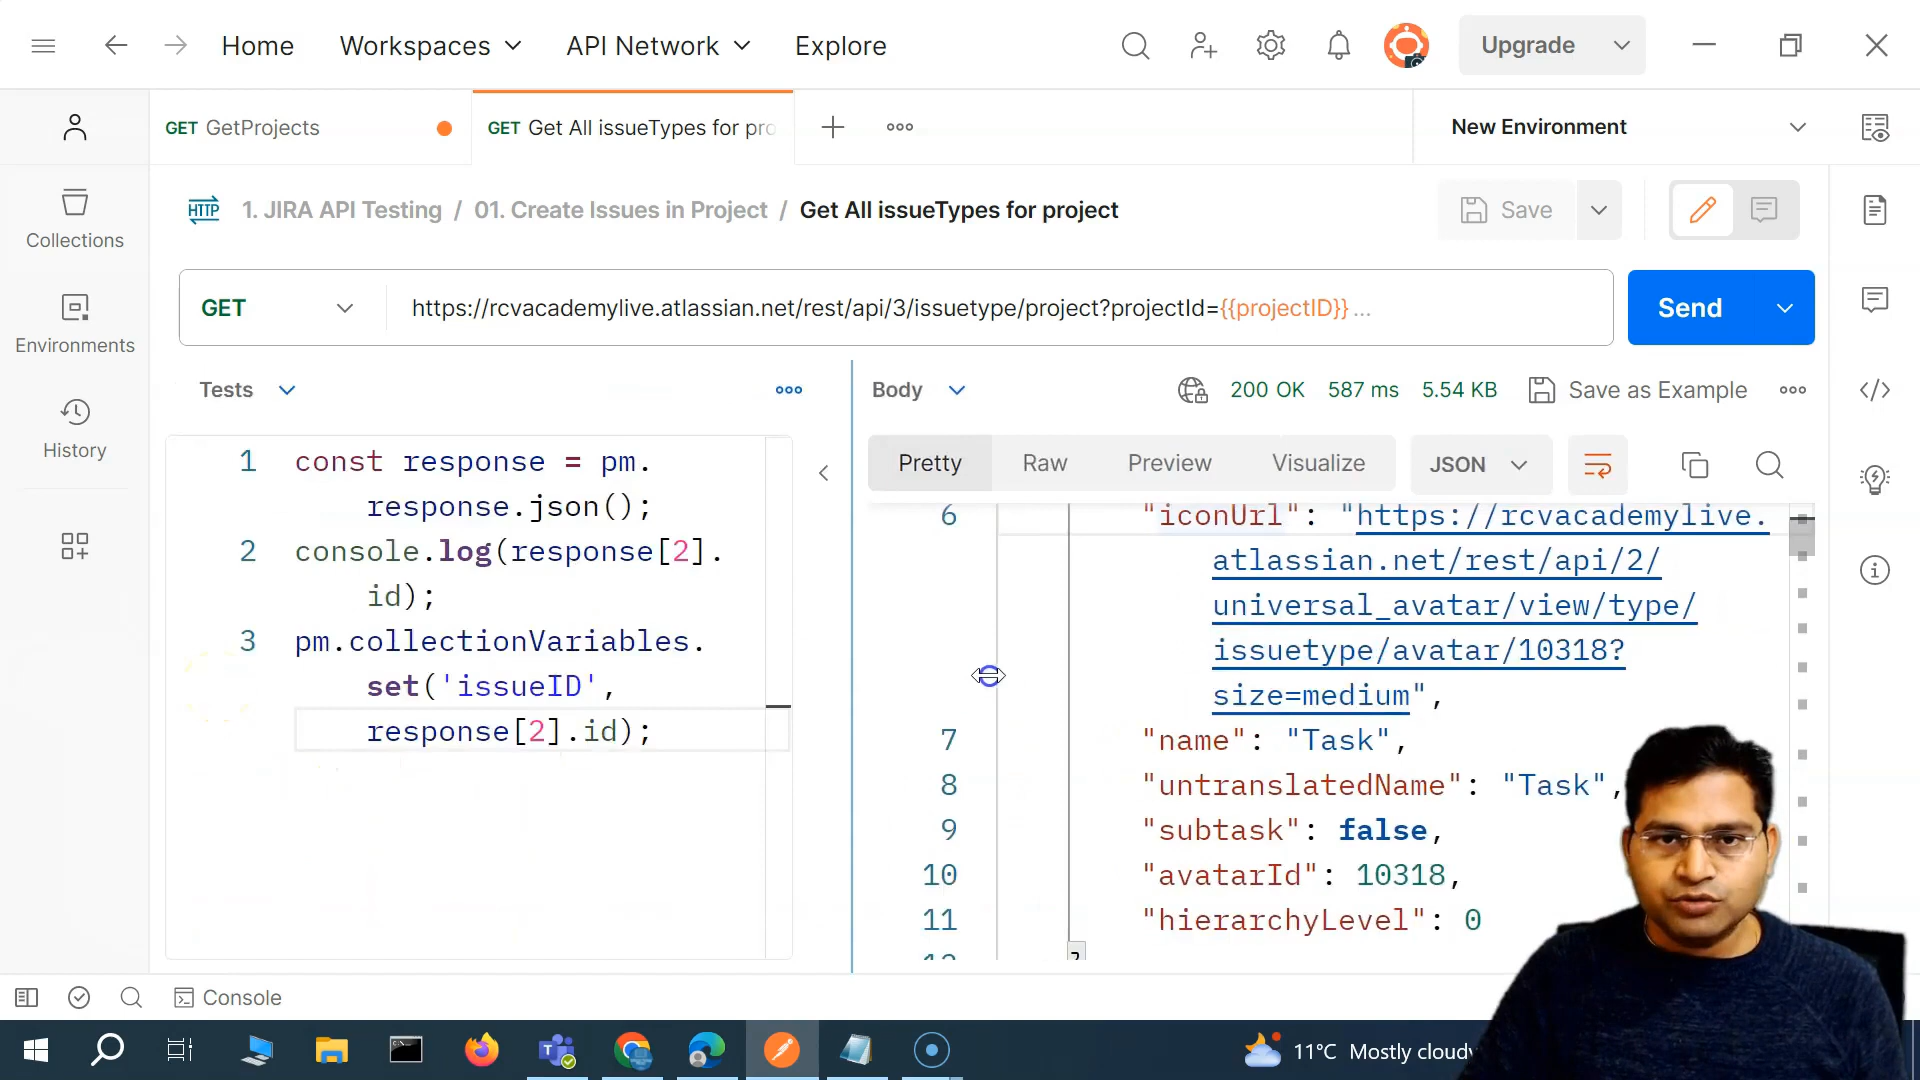 Home
Workspaces
API Network
Explore
Upgrade
GET GetProjects
GET Get All issueTypes for pro
New Environment
HTTP
1. JIRA API Testing / 01. Create Issues in Project / Get All issueTypes for project
Save
Collections
Environments
History
GET
https://rcvacademylive.atlassian.net/rest/api/3/issuetype/project?projectId={{projectID}} ...
Send
Tests
Body
200 OK 587 ms 5.54 KB
Save as Example
1 const response = pm.
response.json();
2 console.log(response[2].
id);
3 pm.collectionVariables.
set('issueID',
response[2].id);
Pretty
Raw
Preview
Visualize
JSON
6 "iconUrl": "https://rcvacademylive.
atlassian.net/rest/api/2/
universal_avatar/view/type/
issuetype/avatar/10318?
size=medium",
7 "name": "Task",
8 "untranslatedName": "Task",
9 "subtask": false,
10 "avatarId": 10318,
11 "hierarchyLevel": 0
Console
11°C Mostly cloudy